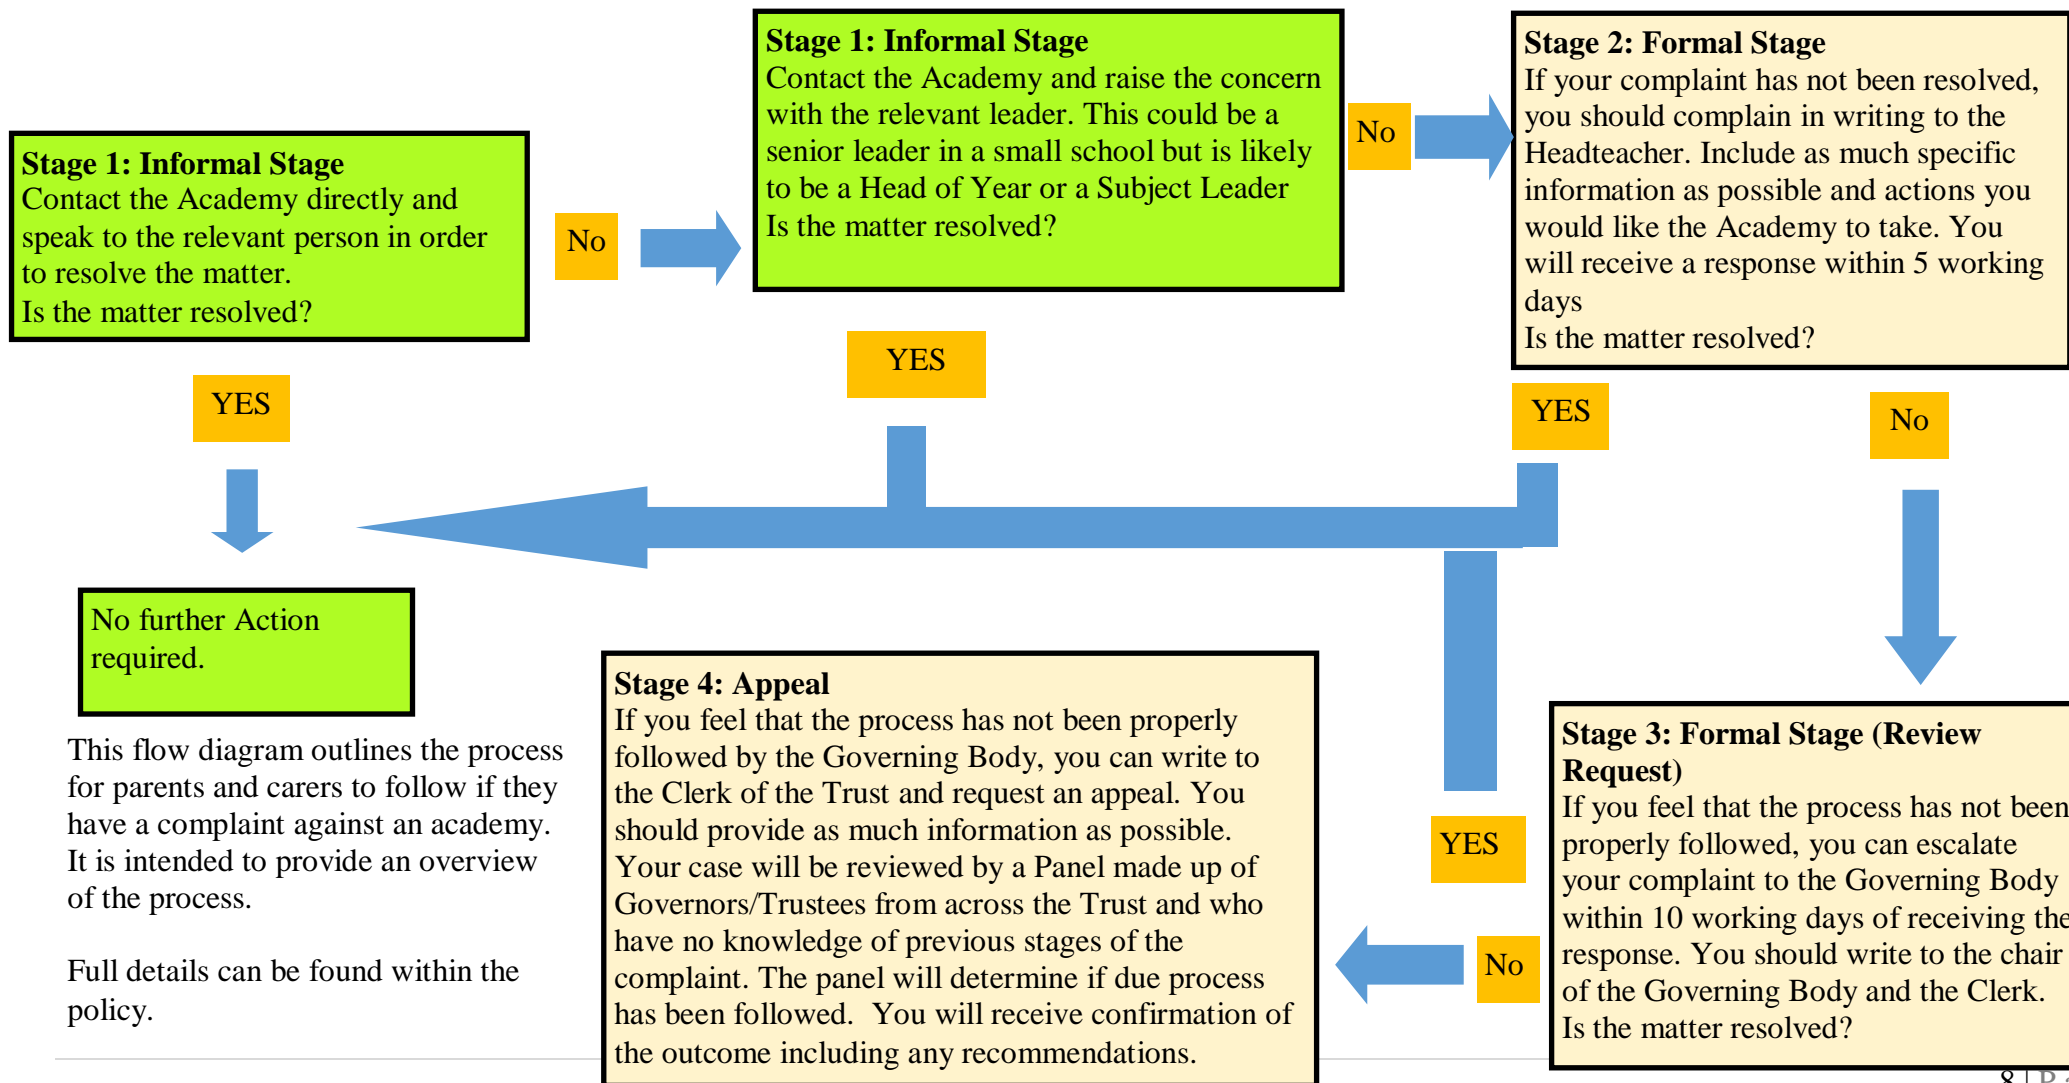 Stage 1: Informal Stage
Contact the Academy directly and
speak to the relevant person in order
to resolve the matter.
Is the matter resolved?
No
YES
Stage 1: Informal Stage
Contact the Academy and raise the concern
with the relevant leader. This could be a
senior leader in a small school but is likely
to be a Head of Year or a Subject Leader
Is the matter resolved?
No
YES
Stage 2: Formal Stage
If your complaint has not been resolved,
you should complain in writing to the
Headteacher. Include as much specific
information as possible and actions you
would like the Academy to take. You
will receive a response within 5 working
days
Is the matter resolved?
YES
No
No further Action
required.
This flow diagram outlines the process
for parents and carers to follow if they
have a complaint against an academy.
It is intended to provide an overview
of the process.
Full details can be found within the
policy.
Stage 4: Appeal
If you feel that the process has not been properly
followed by the Governing Body, you can write to
the Clerk of the Trust and request an appeal. You
should provide as much information as possible.
Your case will be reviewed by a Panel made up of
Governors/Trustees from across the Trust and who
have no knowledge of previous stages of the
complaint. The panel will determine if due process
has been followed.  You will receive confirmation of
the outcome including any recommendations.
YES
No
Stage 3: Formal Stage (Review
Request)
If you feel that the process has not been
properly followed, you can escalate
your complaint to the Governing Body
within 10 working days of receiving the
response. You should write to the chair
of the Governing Body and the Clerk.
Is the matter resolved?
8 |